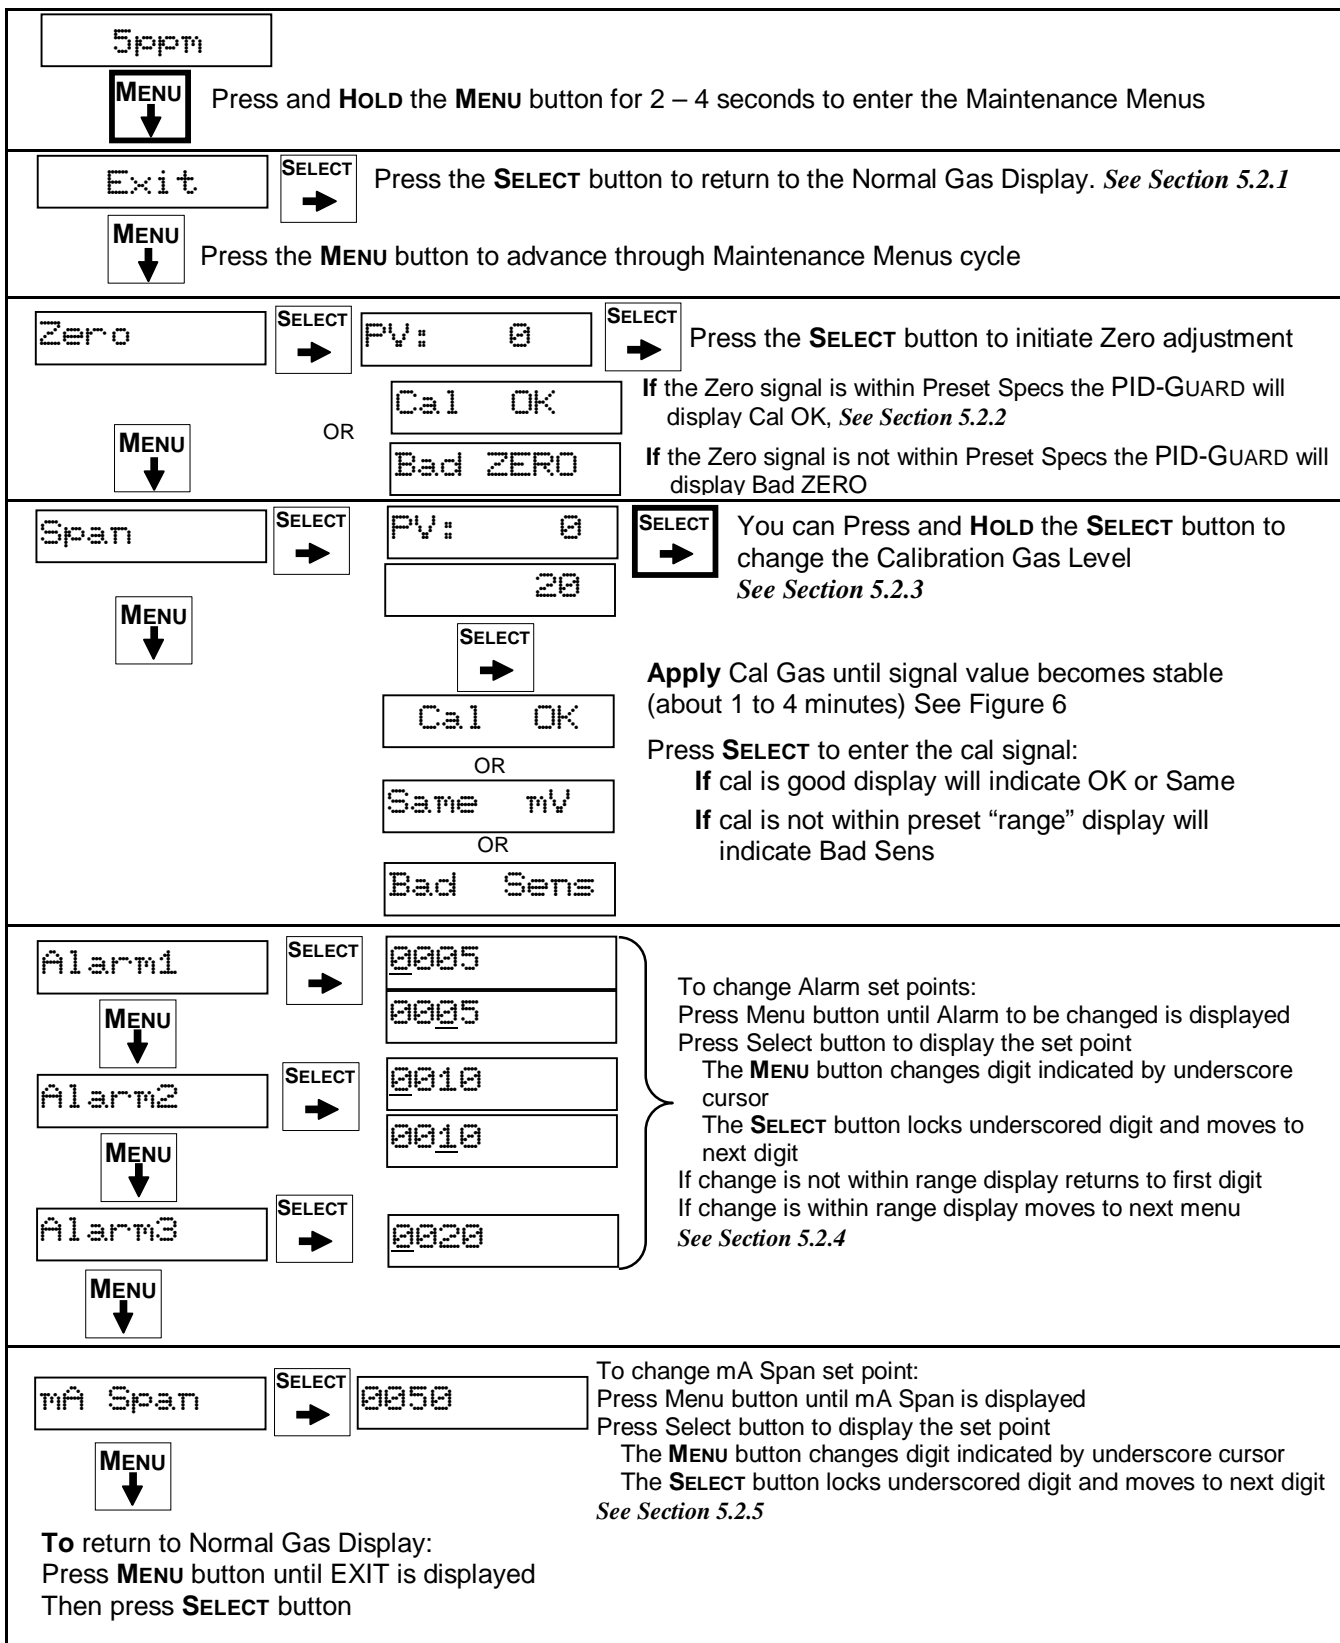 5ppm
MENU
Press and HOLD the MENU button for 2 – 4 seconds to enter the Maintenance Menus
Exit
SELECT
Press the SELECT button to return to the Normal Gas Display. See Section 5.2.1
MENU
Press the MENU button to advance through Maintenance Menus cycle
Zero
SELECT
PV: 0
SELECT
Press the SELECT button to initiate Zero adjustment
MENU
OR
Cal OK
If the Zero signal is within Preset Specs the PID-GUARD will
display Cal OK, See Section 5.2.2
Bad ZERO
If the Zero signal is not within Preset Specs the PID-GUARD will
display Bad ZERO
Span
SELECT
PV: 0
SELECT
You can Press and HOLD the SELECT button to
change the Calibration Gas Level
See Section 5.2.3
20
MENU
SELECT
Apply Cal Gas until signal value becomes stable
(about 1 to 4 minutes) See Figure 6
Cal OK
Press SELECT to enter the cal signal:
If cal is good display will indicate OK or Same
OR
Same mV
If cal is not within preset “range” display will
indicate Bad Sens
OR
Bad Sens
Alarm1
SELECT
0005
0005
MENU
Alarm2
SELECT
0010
0010
MENU
Alarm3
SELECT
0020
MENU
To change Alarm set points:
Press Menu button until Alarm to be changed is displayed
Press Select button to display the set point
The MENU button changes digit indicated by underscore
cursor
The SELECT button locks underscored digit and moves to
next digit
If change is not within range display returns to first digit
If change is within range display moves to next menu
See Section 5.2.4
mA Span
SELECT
0050
MENU
To change mA Span set point:
Press Menu button until mA Span is displayed
Press Select button to display the set point
The MENU button changes digit indicated by underscore cursor
The SELECT button locks underscored digit and moves to next digit
See Section 5.2.5
To return to Normal Gas Display:
Press MENU button until EXIT is displayed
Then press SELECT button